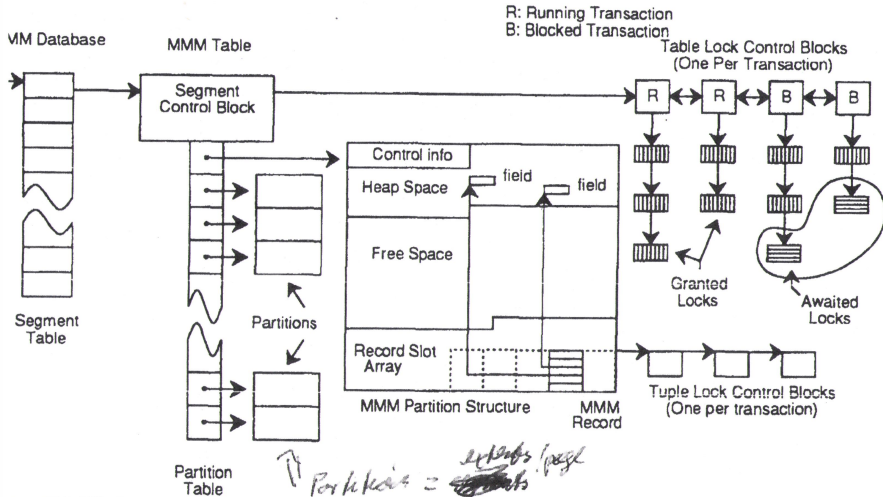 R: Running Transaction
B: Blocked Transaction
MM Database
MMM Table
Table Lock Control Blocks
(One Per Transaction)
Segment
Control Block
R
R
B
B
Control info
Heap Space
field
field
Free Space
Granted
Locks
Awaited
Locks
Segment
Table
Partitions
Record Slot
Array
MMM Partition Structure
MMM
Record
Tuple Lock Control Blocks
(One per transaction)
Partition
Table
Partitions =
extents/page